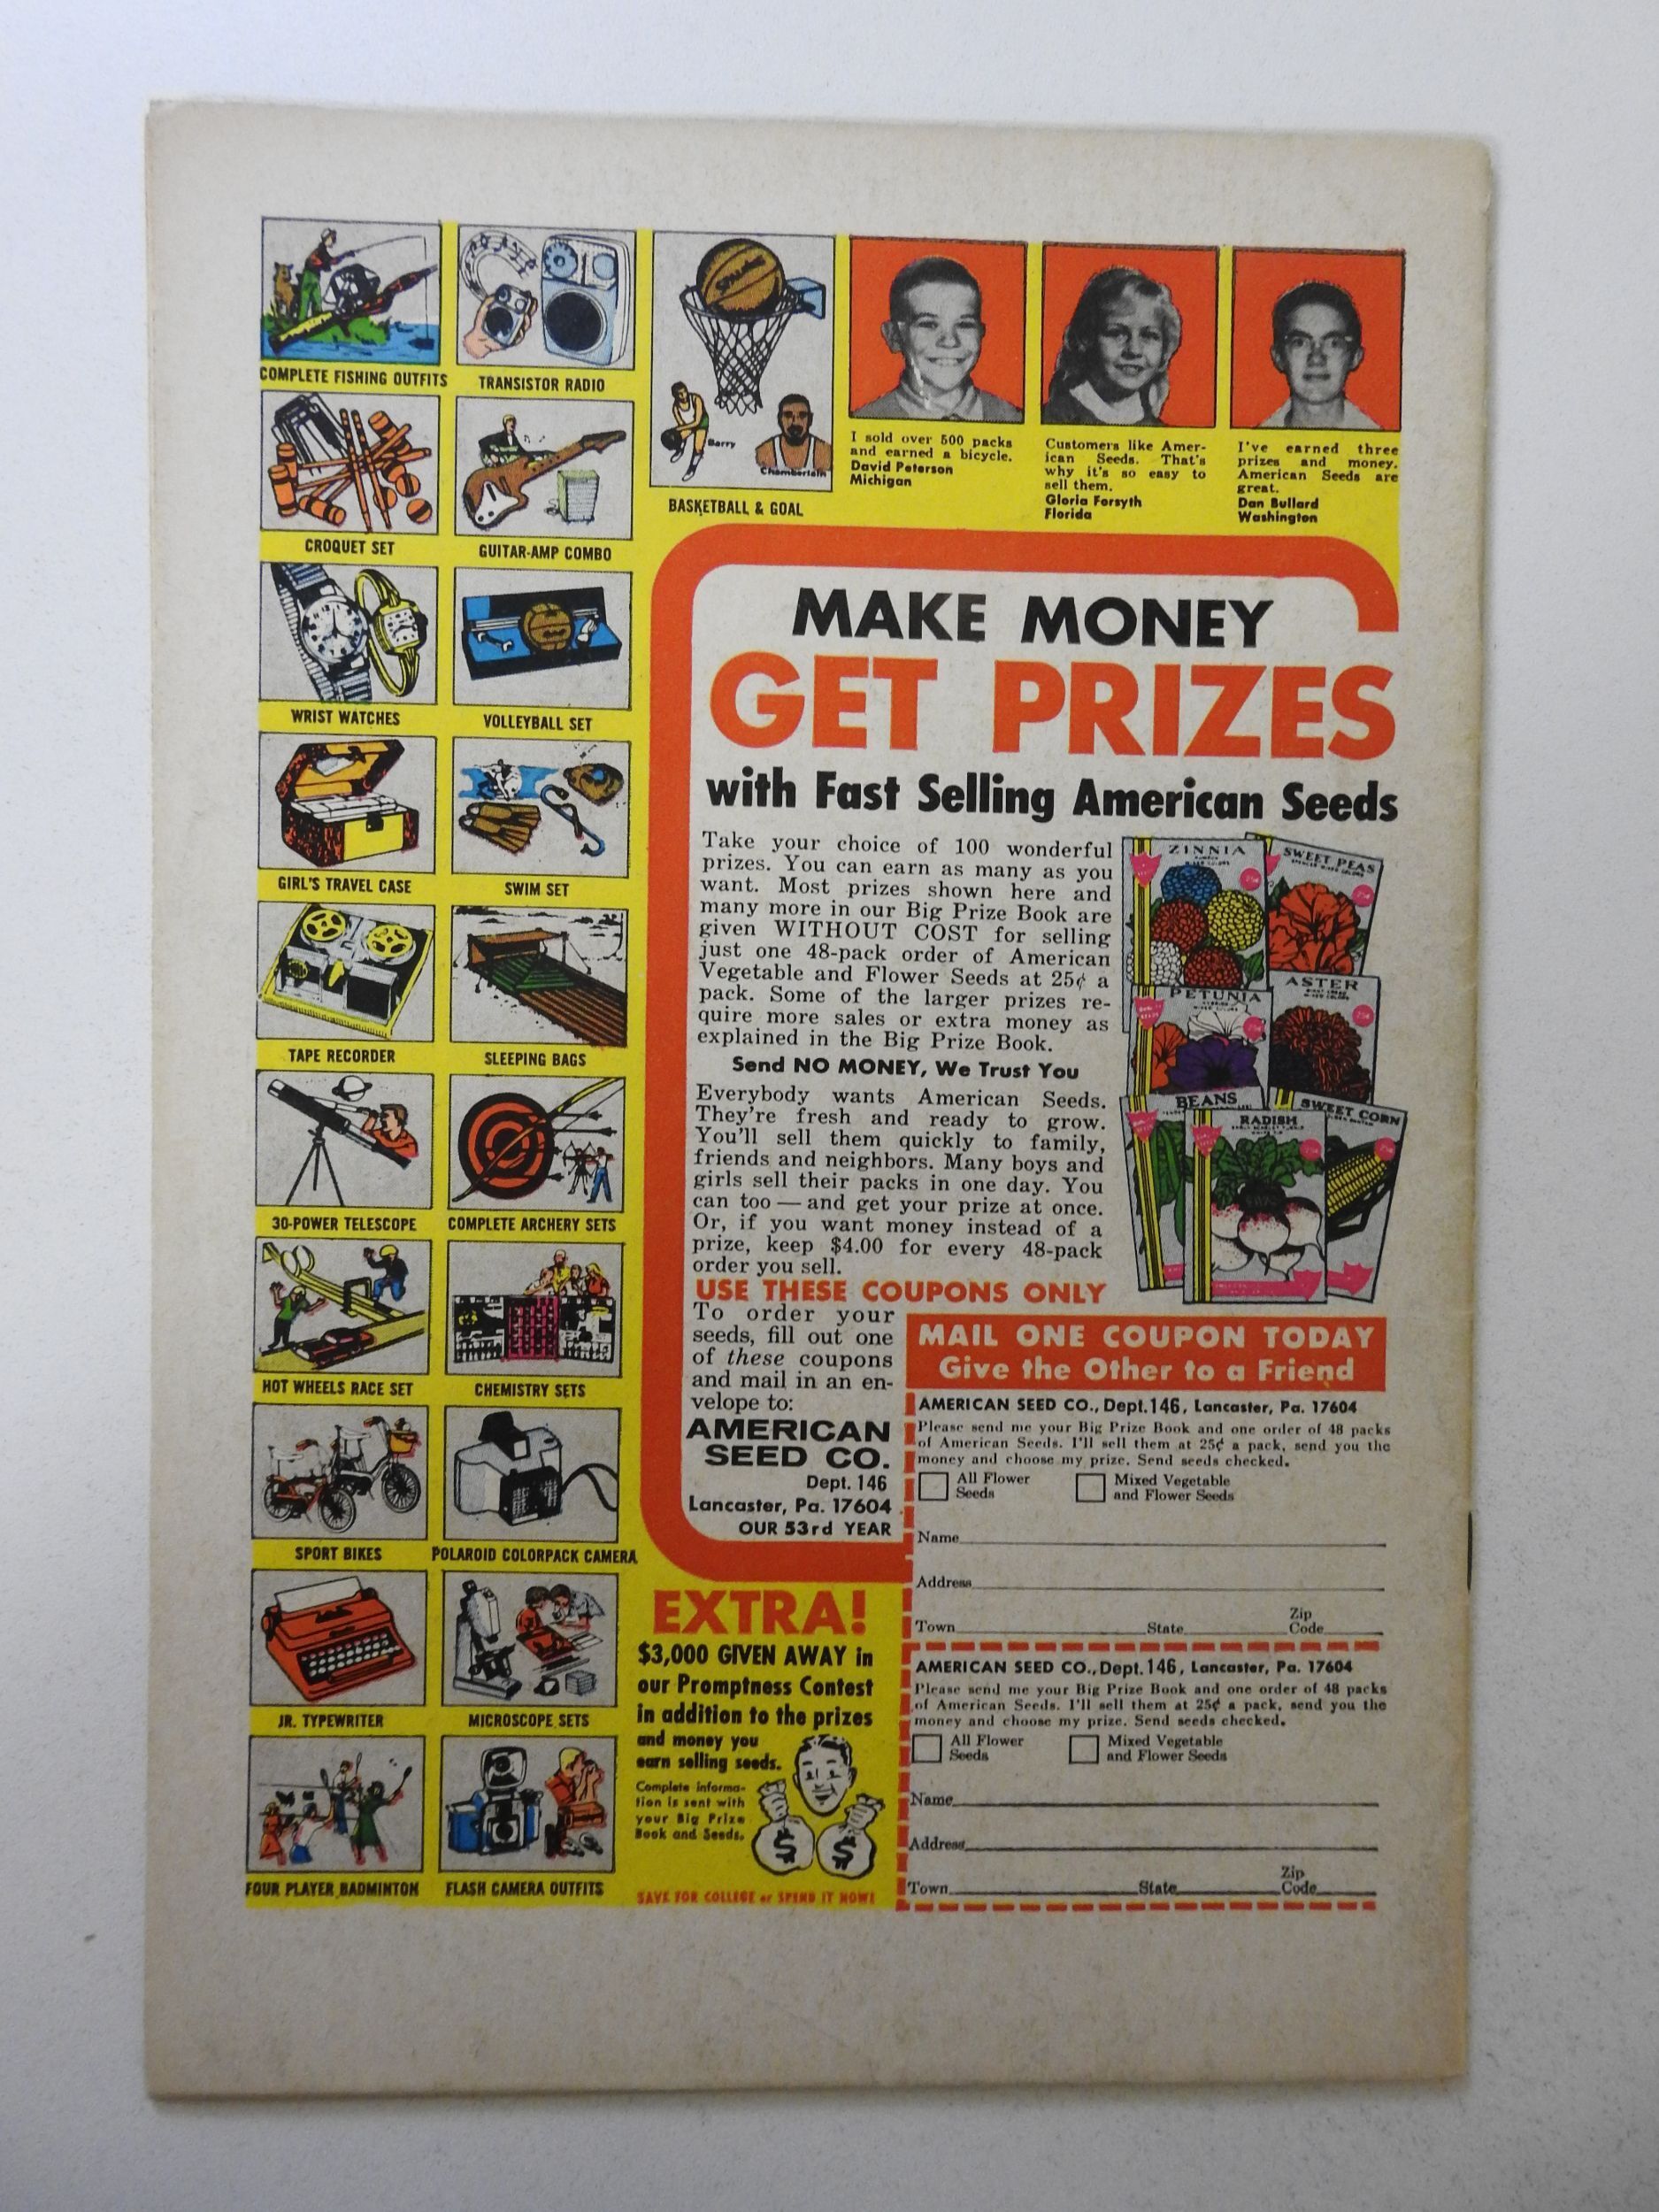 COMPLETE FISHING OUTFITS
TRANSISTOR RADIO
SPALDING
Barry
Chamberlain
BASKETBALL & GOAL
I sold over 500 packs
and earned a bicycle.
David Peterson
Michigan
Customers like Amer-
ican Seeds. That's
why it's so easy to
sell them.
Gloria Forsyth
Florida
I've earned three
prizes and money.
American Seeds are
great.
Dan Bullard
Washington
CROQUET SET
GUITAR-AMP COMBO
WRIST WATCHES
VOLLEYBALL SET
GIRL'S TRAVEL CASE
SWIM SET
TAPE RECORDER
SLEEPING BAGS
30-POWER TELESCOPE
COMPLETE ARCHERY SETS
HOT WHEELS RACE SET
CHEMISTRY SETS
SPORT BIKES
POLAROID COLORPACK CAMERA
JR. TYPEWRITER
MICROSCOPE SETS
FOUR PLAYER BADMINTON
FLASH CAMERA OUTFITS
MAKE MONEY
GET PRIZES
with Fast Selling American Seeds
Take your choice of 100 wonderful
prizes. You can earn as many as you
want. Most prizes shown here and
many more in our Big Prize Book are
given WITHOUT COST for selling
just one 48-pack order of American
Vegetable and Flower Seeds at 25¢ a
pack. Some of the larger prizes re-
quire more sales or extra money as
explained in the Big Prize Book.
Send NO MONEY, We Trust You
Everybody wants American Seeds.
They're fresh and ready to grow.
You'll sell them quickly to family,
friends and neighbors. Many boys and
girls sell their packs in one day. You
can too — and get your prize at once.
Or, if you want money instead of a
prize, keep $4.00 for every 48-pack
order you sell.
ZINNIA
SWEET PEAS
PETUNIA
ASTER
BEANS
RADISH
SWEET CORN
USE THESE COUPONS ONLY
To order your
seeds, fill out one
of these coupons
and mail in an en-
velope to:
AMERICAN
SEED CO.
Dept. 146
Lancaster, Pa. 17604
OUR 53rd YEAR
EXTRA!
$3,000 GIVEN AWAY in
our Promptness Contest
in addition to the prizes
and money you
earn selling seeds.
Complete informa-
tion is sent with
your Big Prize
Book and Seeds.
$ $
SAVE FOR COLLEGE or SPEND IT NOW!
MAIL ONE COUPON TODAY
Give the Other to a Friend
AMERICAN SEED CO., Dept. 146, Lancaster, Pa. 17604
Please send me your Big Prize Book and one order of 48 packs
of American Seeds. I'll sell them at 25¢ a pack, send you the
money and choose my prize. Send seeds checked.
All Flower
Seeds
Mixed Vegetable
and Flower Seeds
Name
Address
Town State Zip
Code
AMERICAN SEED CO., Dept. 146, Lancaster, Pa. 17604
Please send me your Big Prize Book and one order of 48 packs
of American Seeds. I'll sell them at 25¢ a pack, send you the
money and choose my prize. Send seeds checked.
All Flower
Seeds
Mixed Vegetable
and Flower Seeds
Name
Address
Town State Zip
Code